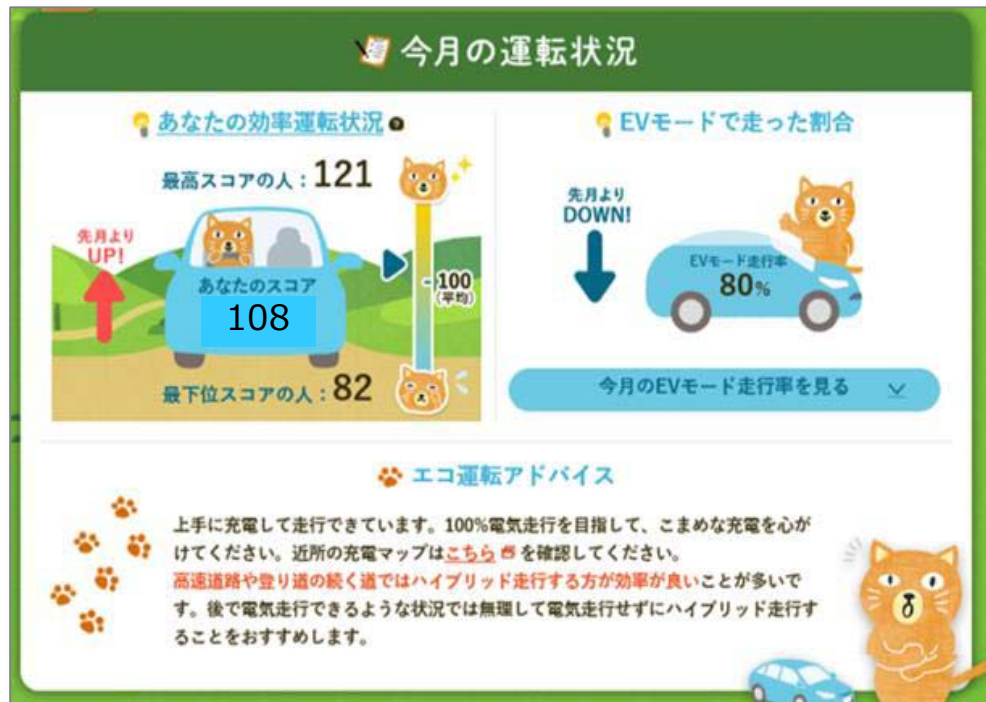 今月の運転状況
あなたの効率運転状況 ?
最高スコアの人：121
先月より
UP!
あなたのスコア
108
- 100
(平均)
最下位スコアの人：82
EVモードで走った割合
先月より
DOWN!
EVモード走行率
80%
今月のEVモード走行率を見る
エコ運転アドバイス
上手に充電して走行できています。100%電気走行を目指して、こまめな充電を心が
けてください。近所の充電マップはこちら を確認してください。
高速道路や登り道の続く道ではハイブリッド走行する方が効率が良いことが多いで
す。後で電気走行できるような状況では無理して電気走行せずにハイブリッド走行す
ることをおすすめします。